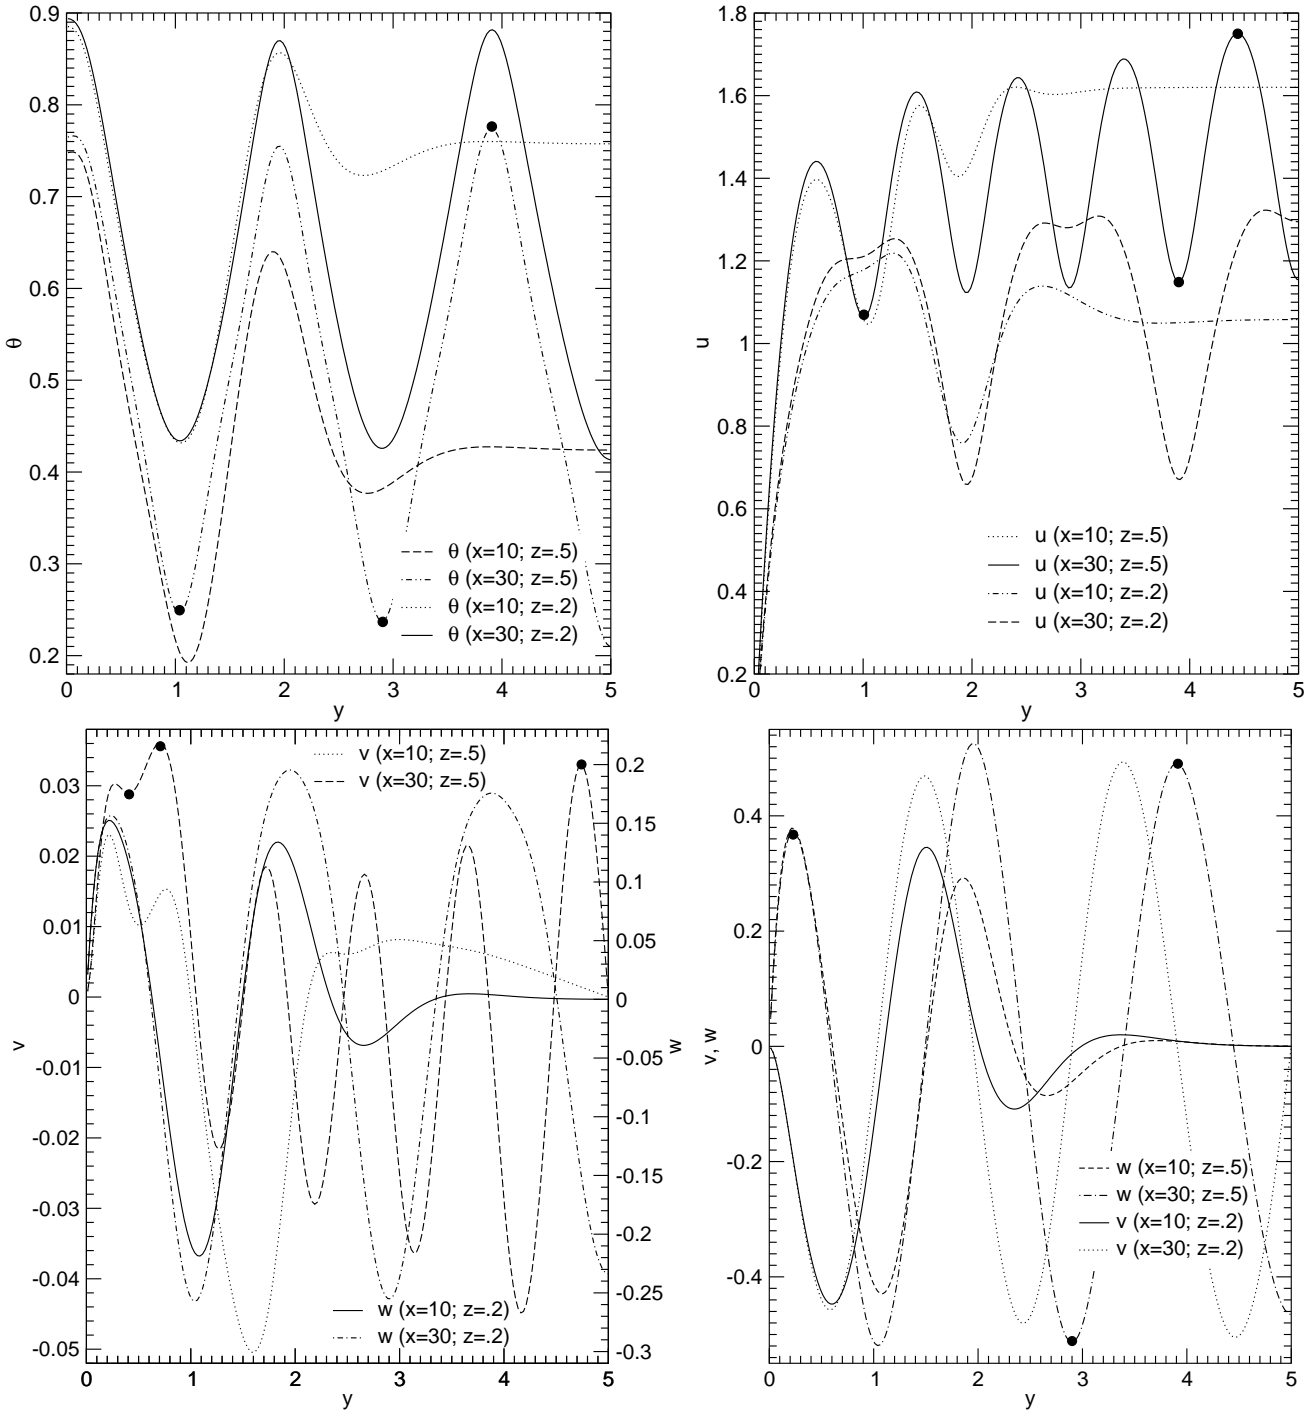 0.9
0.8
0.7
0.6
0.5
0.4
0.3
0.2
θ
0
1
2
3
4
5
y
θ (x=10; z=.5)
θ (x=30; z=.5)
θ (x=10; z=.2)
θ (x=30; z=.2)
1.8
1.6
1.4
1.2
1
0.8
0.6
0.4
0.2
u
0
1
2
3
4
5
y
u (x=10; z=.5)
u (x=30; z=.5)
u (x=10; z=.2)
u (x=30; z=.2)
0.03
0.02
0.01
0
-0.01
-0.02
-0.03
-0.04
-0.05
v
v (x=10; z=.5)
v (x=30; z=.5)
w (x=10; z=.2)
w (x=30; z=.2)
0.2
0.15
0.1
0.05
0
-0.05
-0.1
-0.15
-0.2
-0.25
-0.3
w
0
1
2
3
4
5
y
0.4
0.2
0
-0.2
-0.4
v, w
w (x=10; z=.5)
w (x=30; z=.5)
v (x=10; z=.2)
v (x=30; z=.2)
0
1
2
3
4
5
y